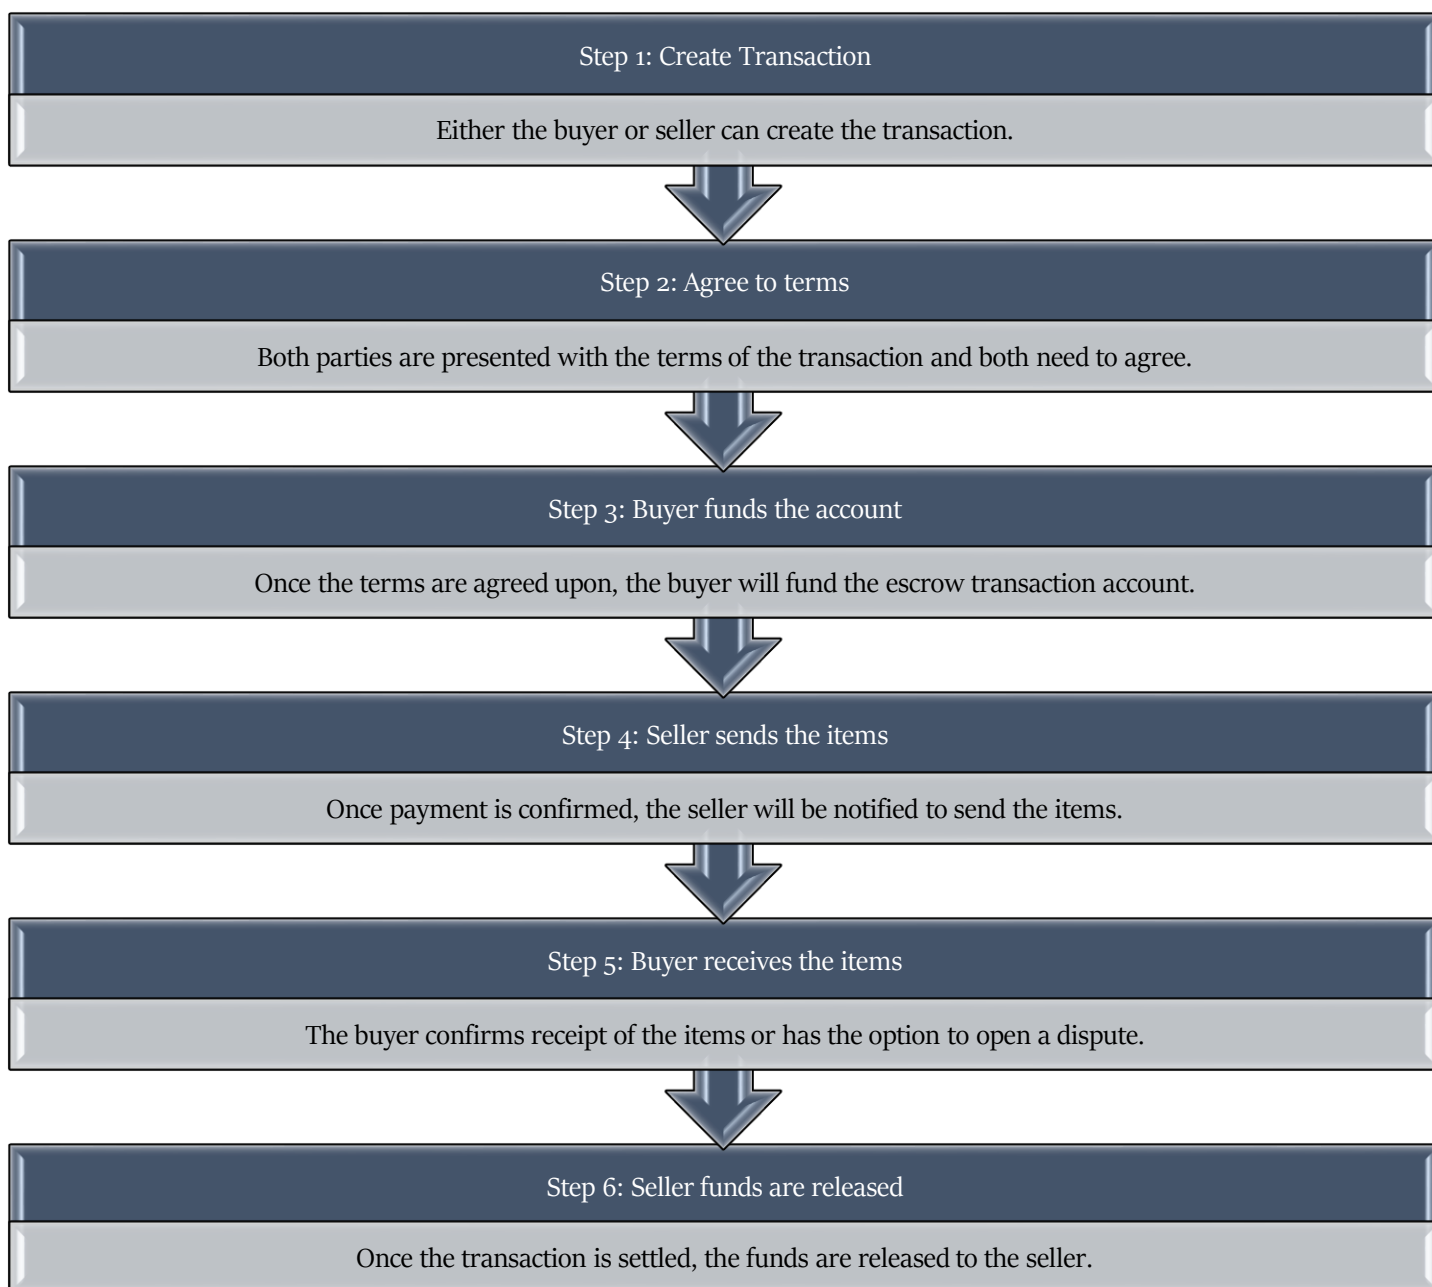 Step 1: Create Transaction
Either the buyer or seller can create the transaction.
Step 2: Agree to terms
Both parties are presented with the terms of the transaction and both need to agree.
Step 3: Buyer funds the account
Once the terms are agreed upon, the buyer will fund the escrow transaction account.
Step 4: Seller sends the items
Once payment is confirmed, the seller will be notified to send the items.
Step 5: Buyer receives the items
The buyer confirms receipt of the items or has the option to open a dispute.
Step 6: Seller funds are released
Once the transaction is settled, the funds are released to the seller.